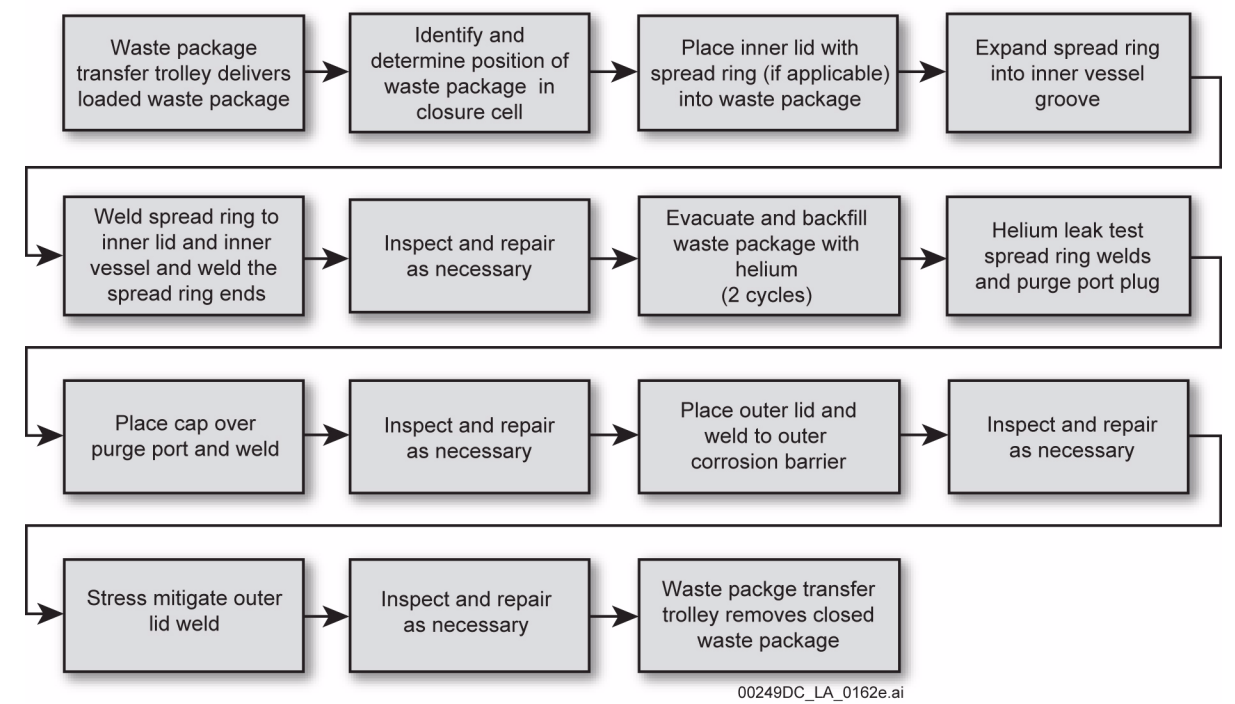 Waste package
transfer trolley delivers
loaded waste package
Identify and
determine position of
waste package in
closure cell
Place inner lid with
spread ring (if applicable)
into waste package
Expand spread ring
into inner vessel
groove
Weld spread ring to
inner lid and inner
vessel and weld the
spread ring ends
Inspect and repair
as necessary
Evacuate and backfill
waste package with
helium
(2 cycles)
Helium leak test
spread ring welds
and purge port plug
Place cap over
purge port and weld
Inspect and repair
as necessary
Place outer lid and
weld to outer
corrosion barrier
Inspect and repair
as necessary
Stress mitigate outer
lid weld
Inspect and repair
as necessary
Waste packge transfer
trolley removes closed
waste package
00249DC_LA_0162e.ai